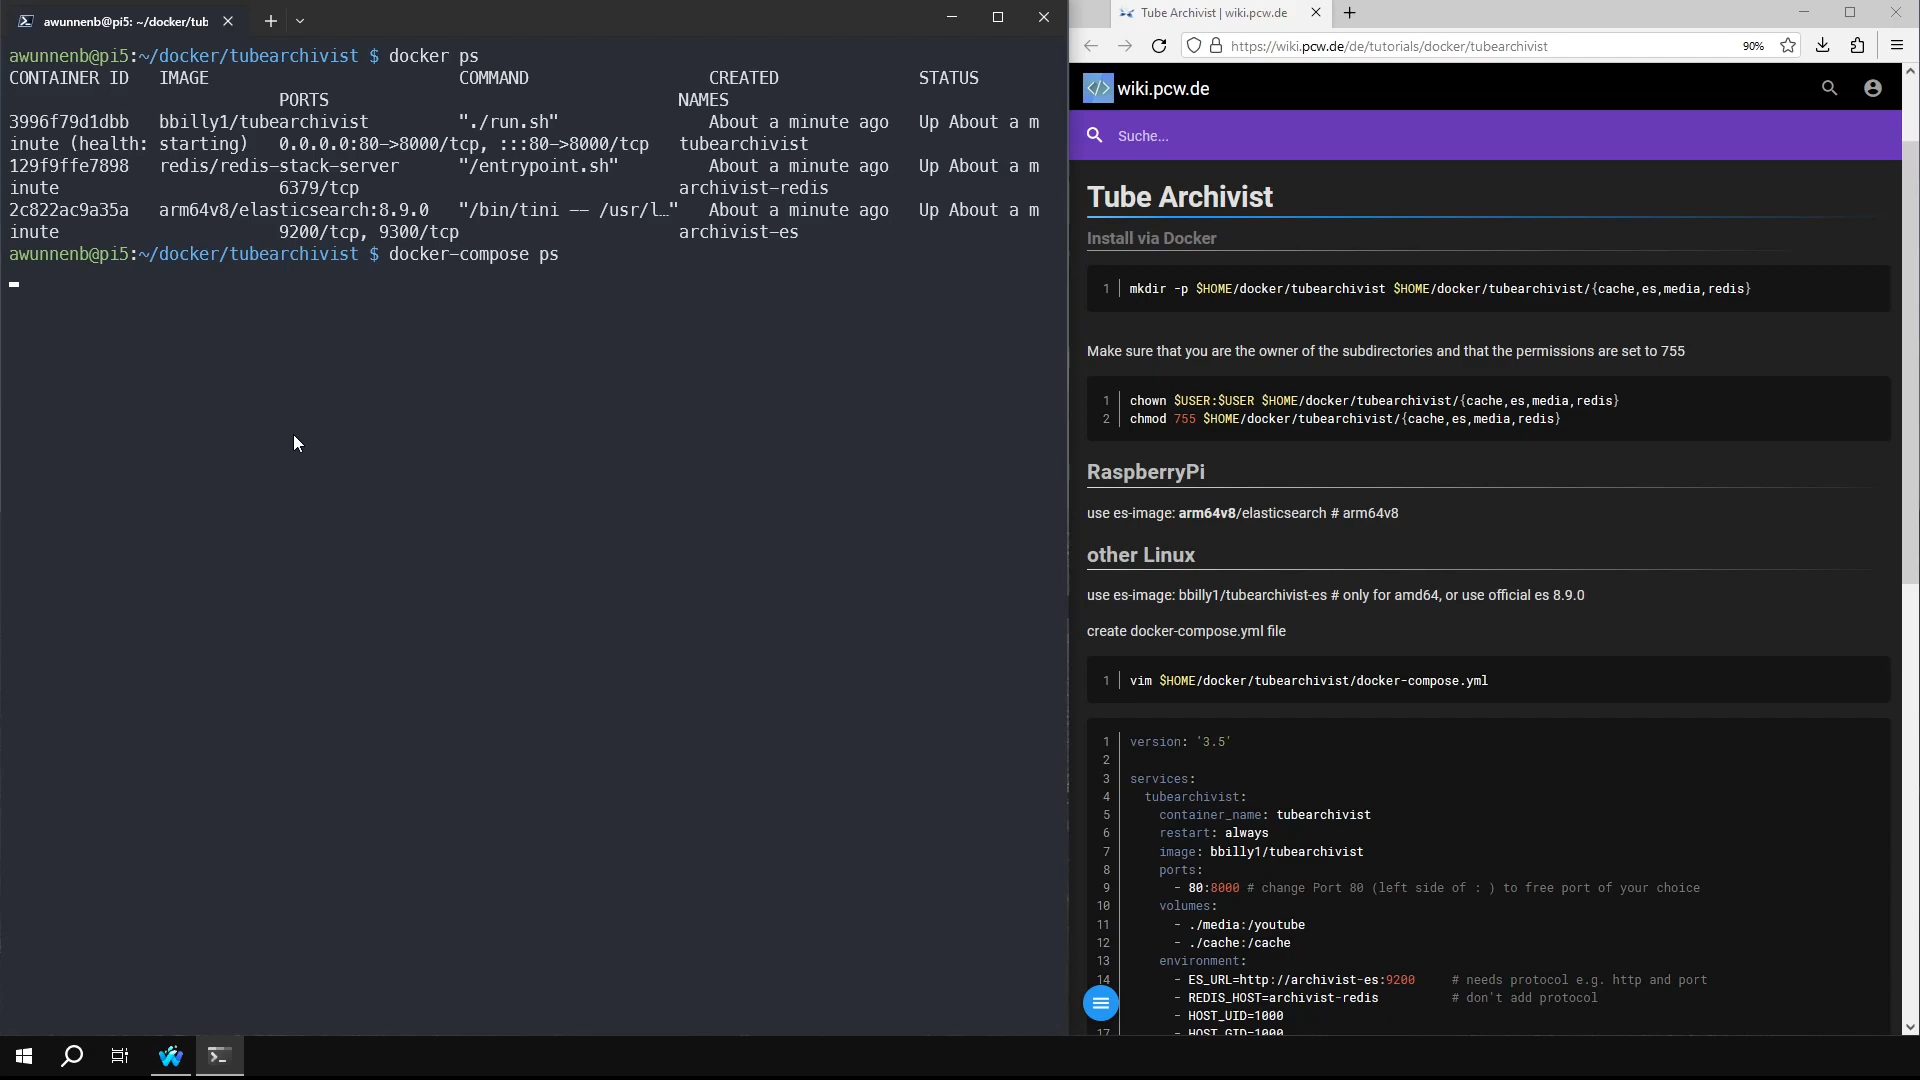 awunnenb@pi5: ~/docker/tub
awunnenb@pi5:~/docker/tubearchivist $ docker ps
CONTAINER ID   IMAGE                         COMMAND                  CREATED              STATUS
PORTS                                   NAMES
3996f79d1dbb   bbilly1/tubearchivist         "./run.sh"               About a minute ago   Up About a m
inute (health: starting)   0.0.0.0:80->8000/tcp, :::80->8000/tcp   tubearchivist
129f9ffe7898   redis/redis-stack-server      "/entrypoint.sh"         About a minute ago   Up About a m
inute                      6379/tcp                                archivist-redis
2c822ac9a35a   arm64v8/elasticsearch:8.9.0   "/bin/tini -- /usr/l…"   About a minute ago   Up About a m
inute                      9200/tcp, 9300/tcp                      archivist-es
awunnenb@pi5:~/docker/tubearchivist $ docker-compose ps
Tube Archivist | wiki.pcw.de
https://wiki.pcw.de/de/tutorials/docker/tubearchivist
90%
wiki.pcw.de
Suche...
Tube Archivist
Install via Docker
1 mkdir -p $HOME/docker/tubearchivist $HOME/docker/tubearchivist/{cache,es,media,redis}
Make sure that you are the owner of the subdirectories and that the permissions are set to 755
1 chown $USER:$USER $HOME/docker/tubearchivist/{cache,es,media,redis}
2 chmod 755 $HOME/docker/tubearchivist/{cache,es,media,redis}
RaspberryPi
use es-image: arm64v8/elasticsearch # arm64v8
other Linux
use es-image: bbilly1/tubearchivist-es # only for amd64, or use official es 8.9.0
create docker-compose.yml file
1 vim $HOME/docker/tubearchivist/docker-compose.yml
1 version: '3.5'
2
3 services:
4 tubearchivist:
5 container_name: tubearchivist
6 restart: always
7 image: bbilly1/tubearchivist
8 ports:
9 - 80:8000 # change Port 80 (left side of : ) to free port of your choice
10 volumes:
11 - ./media:/youtube
12 - ./cache:/cache
13 environment:
14 - ES_URL=http://archivist-es:9200 # needs protocol e.g. http and port
- REDIS_HOST=archivist-redis # don't add protocol
- HOST_UID=1000
17 - HOST_GID=1000